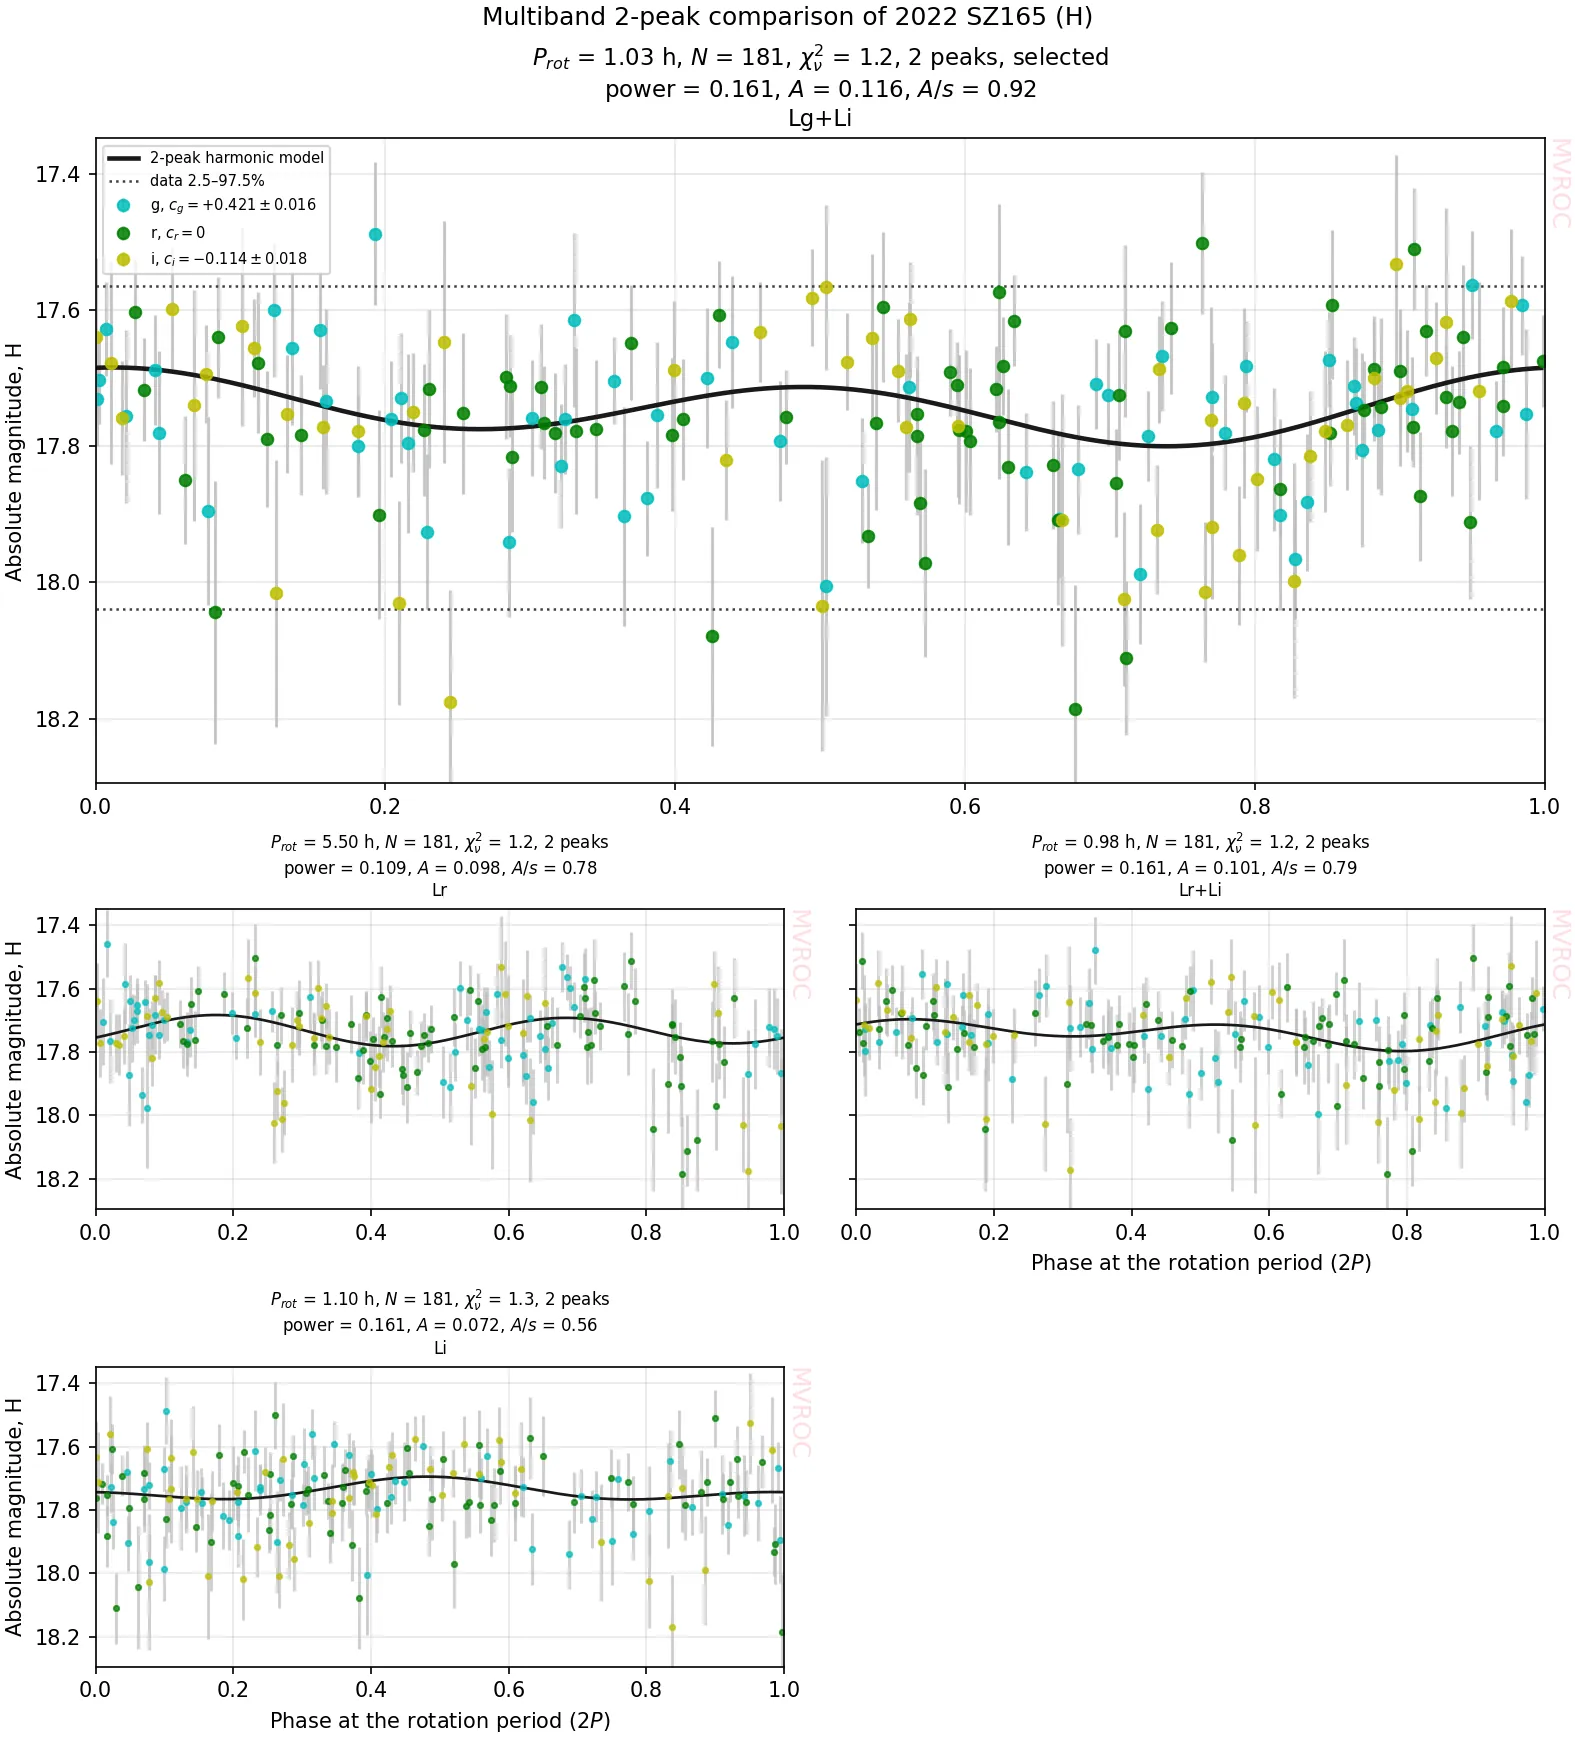 Multiband 2-peak comparison of 2022 SZ165 (H)
P_rot = 1.03 h, N = 181, χ²_ν = 1.2, 2 peaks, selected
power = 0.161, A = 0.116, A/s = 0.92
Lg+Li
2-peak harmonic model
data 2.5–97.5%
g, c_g = +0.421 ± 0.016
r, c_r = 0
i, c_i = −0.114 ± 0.018
MVROC
Absolute magnitude, H
17.4
17.6
17.8
18.0
18.2
0.0 0.2 0.4 0.6 0.8 1.0
P_rot = 5.50 h, N = 181, χ²_ν = 1.2, 2 peaks
power = 0.109, A = 0.098, A/s = 0.78
Lr
MVROC
Absolute magnitude, H
17.4
17.6
17.8
18.0
18.2
0.0 0.2 0.4 0.6 0.8 1.0
P_rot = 0.98 h, N = 181, χ²_ν = 1.2, 2 peaks
power = 0.161, A = 0.101, A/s = 0.79
Lr+Li
MVROC
0.0 0.2 0.4 0.6 0.8 1.0
Phase at the rotation period (2P)
P_rot = 1.10 h, N = 181, χ²_ν = 1.3, 2 peaks
power = 0.161, A = 0.072, A/s = 0.56
Li
MVROC
Absolute magnitude, H
17.4
17.6
17.8
18.0
18.2
0.0 0.2 0.4 0.6 0.8 1.0
Phase at the rotation period (2P)